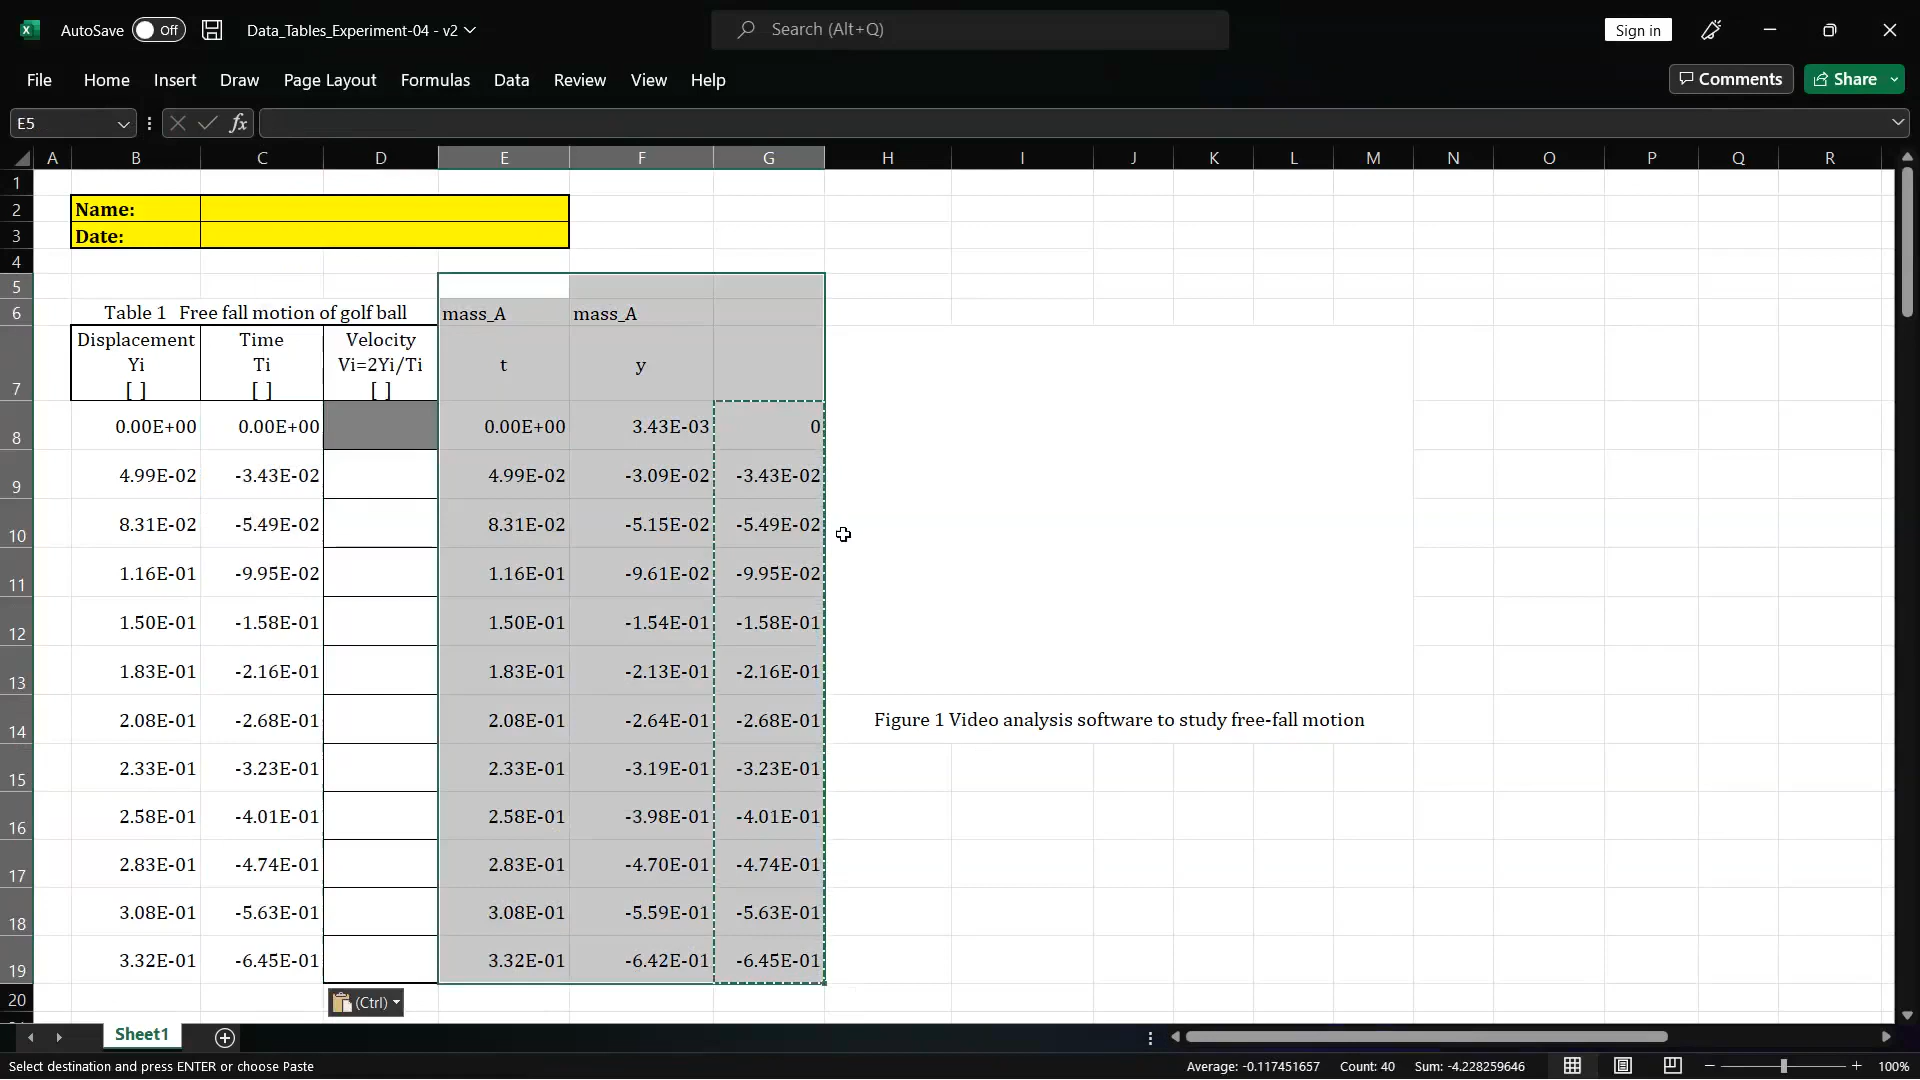 AutoSave Off Data_Tables_Experiment-04 - v2 Search (Alt+Q) Sign in
File Home Insert Draw Page Layout Formulas Data Review View Help Comments Share
E5 fx
A B C D E F G H I J K L M N O P Q R
1
2 Name:
3 Date:
4
5
6 Table 1 Free fall motion of golf ball mass_A mass_A
Displacement Time Velocity
Yi Ti Vi=2Yi/Ti t y
7 [ ] [ ] [ ]
8 0.00E+00 0.00E+00 0.00E+00 3.43E-03 0
9 4.99E-02 -3.43E-02 4.99E-02 -3.09E-02 -3.43E-02
10 8.31E-02 -5.49E-02 8.31E-02 -5.15E-02 -5.49E-02
11 1.16E-01 -9.95E-02 1.16E-01 -9.61E-02 -9.95E-02
12 1.50E-01 -1.58E-01 1.50E-01 -1.54E-01 -1.58E-01
13 1.83E-01 -2.16E-01 1.83E-01 -2.13E-01 -2.16E-01
14 2.08E-01 -2.68E-01 2.08E-01 -2.64E-01 -2.68E-01 Figure 1 Video analysis software to study free-fall motion
15 2.33E-01 -3.23E-01 2.33E-01 -3.19E-01 -3.23E-01
16 2.58E-01 -4.01E-01 2.58E-01 -3.98E-01 -4.01E-01
17 2.83E-01 -4.74E-01 2.83E-01 -4.70E-01 -4.74E-01
18 3.08E-01 -5.63E-01 3.08E-01 -5.59E-01 -5.63E-01
19 3.32E-01 -6.45E-01 3.32E-01 -6.42E-01 -6.45E-01
20 (Ctrl)
Sheet1
Select destination and press ENTER or choose Paste Average: -0.117451657 Count: 40 Sum: -4.228259646 100%